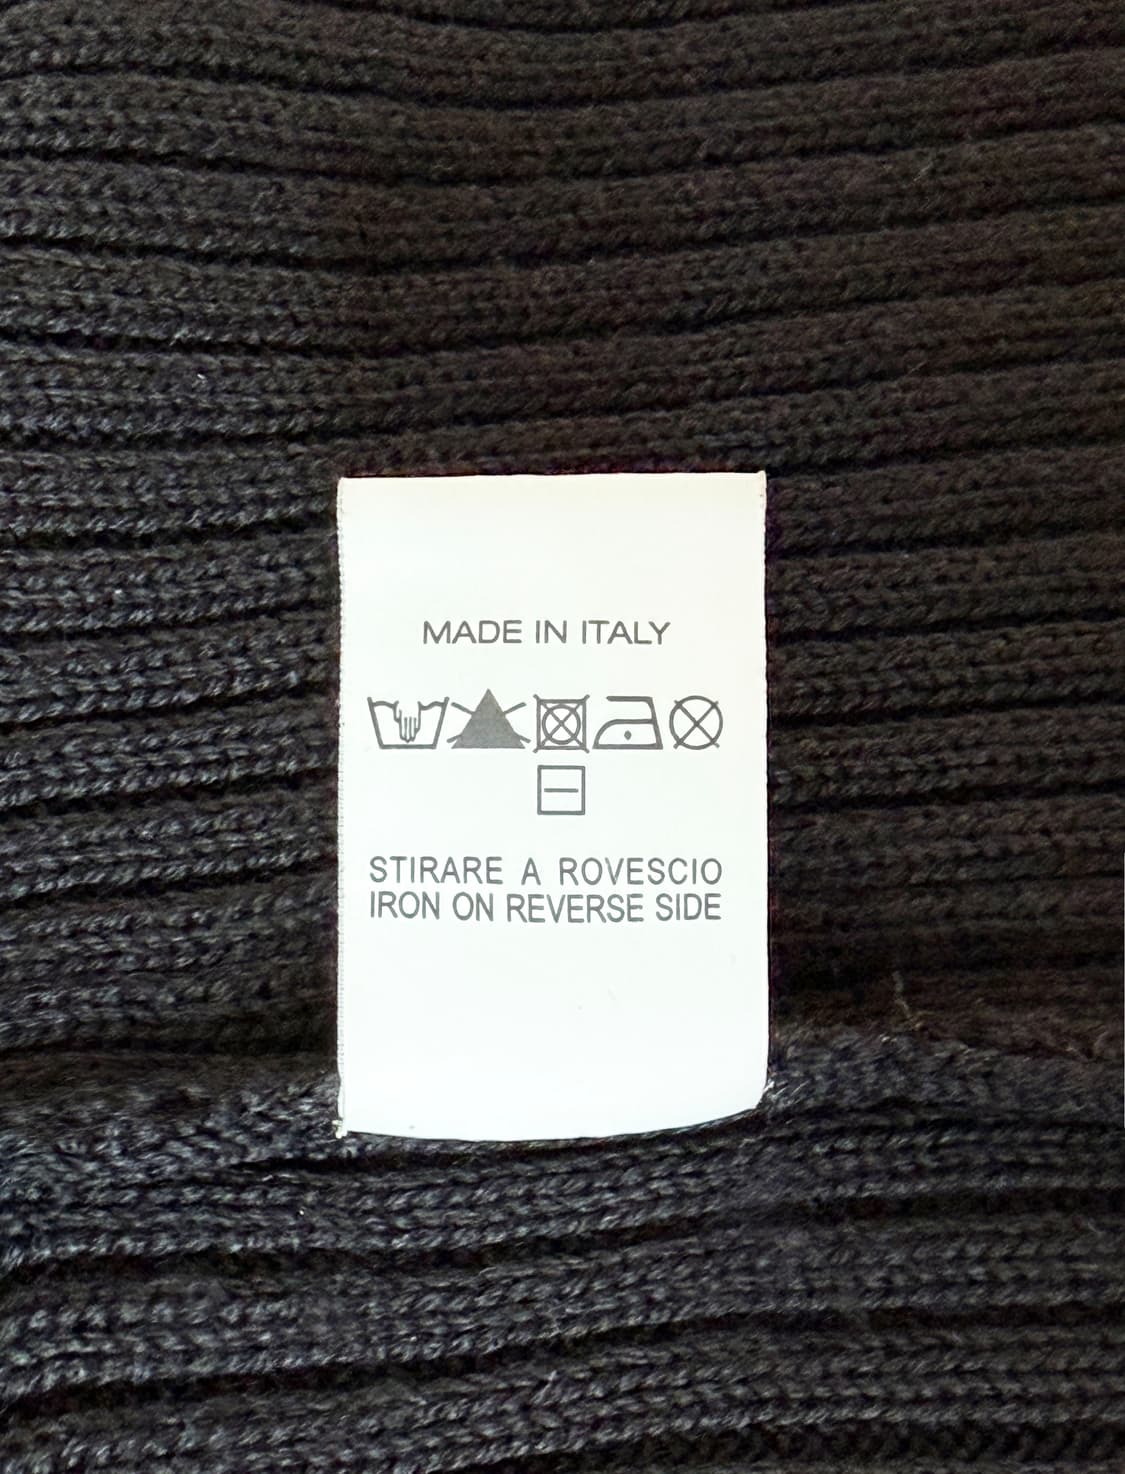 MADE IN ITALY
STIRARE A ROVESCIO
IRON ON REVERSE SIDE